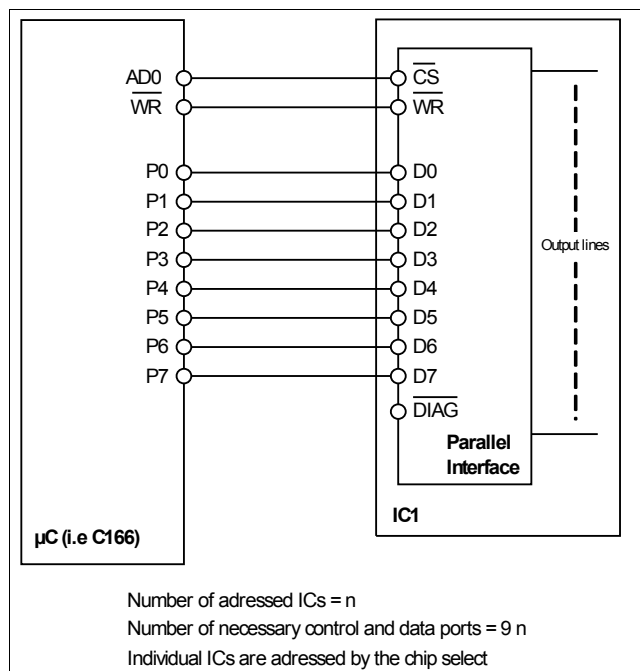 AD0
WR
P0
P1
P2
P3
P4
P5
P6
P7
µC (i.e C166)
CS
WR
D0
D1
D2
D3
D4
D5
D6
D7
DIAG
Parallel
Interface
IC1
Output lines
Number of adressed ICs = n
Number of necessary control and data ports = 9 n
Individual ICs are adressed by the chip select